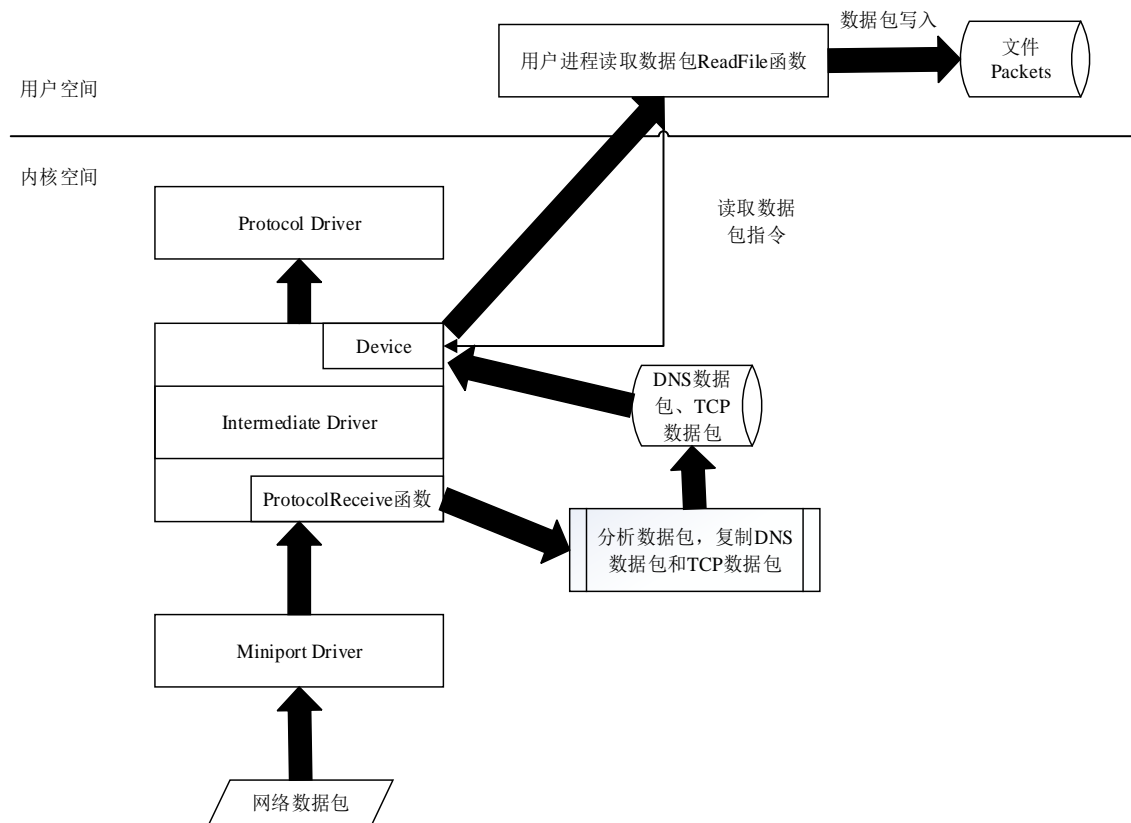 数据包写入
用户进程读取数据包ReadFile函数
文件
Packets
用户空间
内核空间
Protocol Driver
读取数据
包指令
Device
DNS数据
包、TCP
数据包
Intermediate Driver
ProtocolReceive函数
分析数据包，复制DNS
数据包和TCP数据包
Miniport Driver
网络数据包